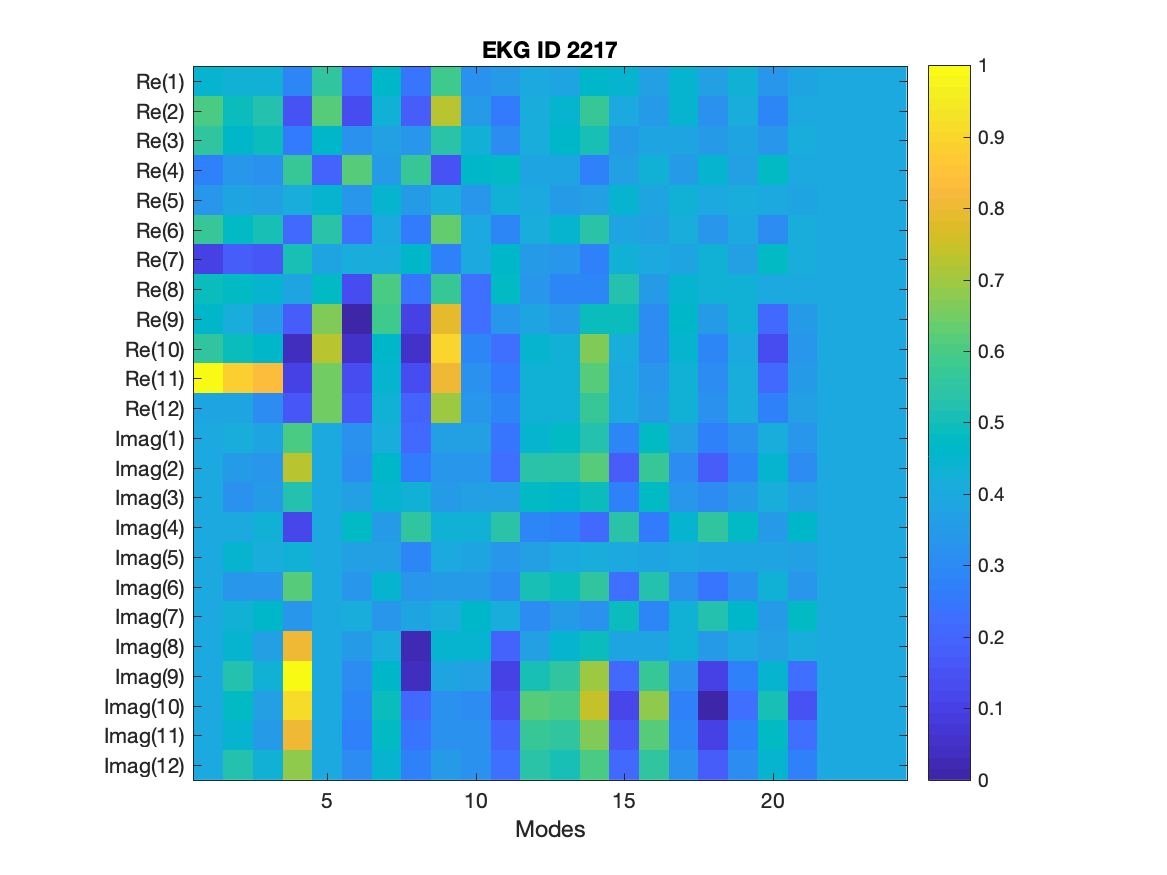 EKG ID 2217
Re(1)
Re(2)
Re(3)
Re(4)
Re(5)
Re(6)
Re(7)
Re(8)
Re(9)
Re(10)
Re(11)
Re(12)
Imag(1)
Imag(2)
Imag(3)
Imag(4)
Imag(5)
Imag(6)
Imag(7)
Imag(8)
Imag(9)
Imag(10)
Imag(11)
Imag(12)
5 10 15 20
Modes
1
0.9
0.8
0.7
0.6
0.5
0.4
0.3
0.2
0.1
0